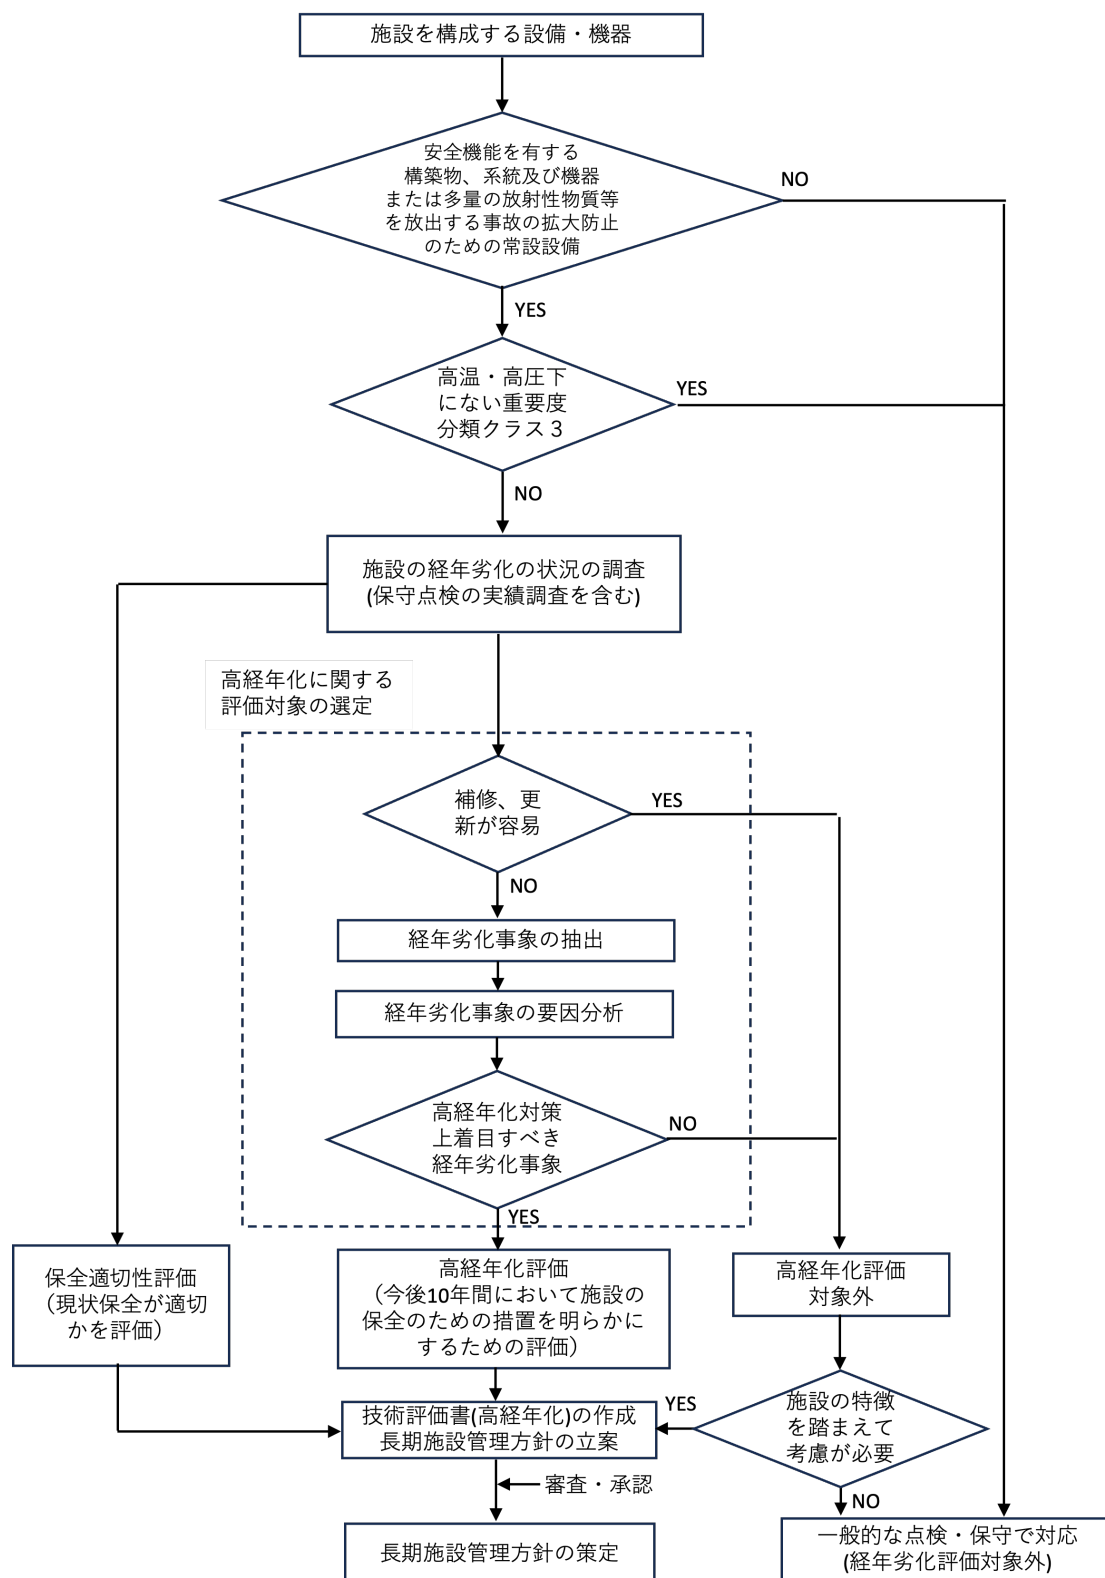 施設を構成する設備・機器
安全機能を有する
構築物、系統及び機器
または多量の放射性物質等
を放出する事故の拡大防止
のための常設設備
NO
YES
高温・高圧下
にない重要度
分類クラス３
YES
NO
施設の経年劣化の状況の調査
(保守点検の実績調査を含む)
高経年化に関する
評価対象の選定
補修、更
新が容易
YES
NO
経年劣化事象の抽出
経年劣化事象の要因分析
高経年化対策
上着目すべき
経年劣化事象
NO
YES
保全適切性評価
（現状保全が適切
かを評価）
高経年化評価
（今後10年間において施設の
保全のための措置を明らかに
するための評価）
高経年化評価
対象外
技術評価書(高経年化)の作成
長期施設管理方針の立案
YES
施設の特徴
を踏まえて
考慮が必要
審査・承認
NO
長期施設管理方針の策定
一般的な点検・保守で対応
(経年劣化評価対象外)